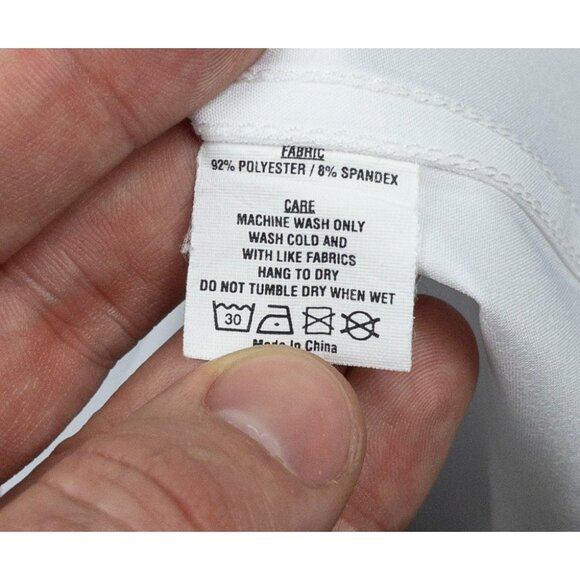 FABRIC
92% POLYESTER / 8% SPANDEX
CARE
MACHINE WASH ONLY
WASH COLD AND
WITH LIKE FABRICS
HANG TO DRY
DO NOT TUMBLE DRY WHEN WET
30
Made In China